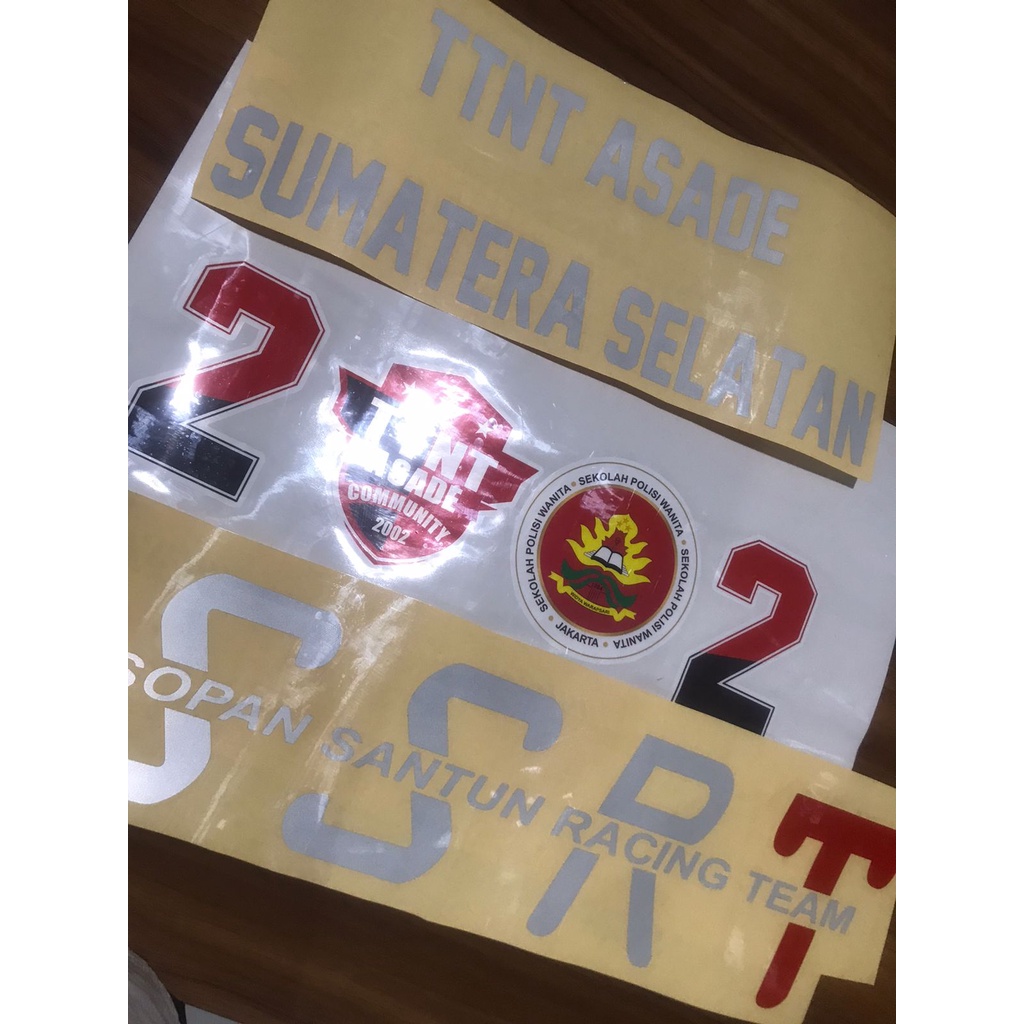 TTNT ASADE
SUMATERA SELATAN
2
TTNT
ASADE
COMMUNITY
2002
SEKOLAH POLISI WANITA • SEKOLAH POLISI WANITA • SEKOLAH POLISI WANITA • JAKARTA •
2
SSRT
SOPAN SANTUN RACING TEAM